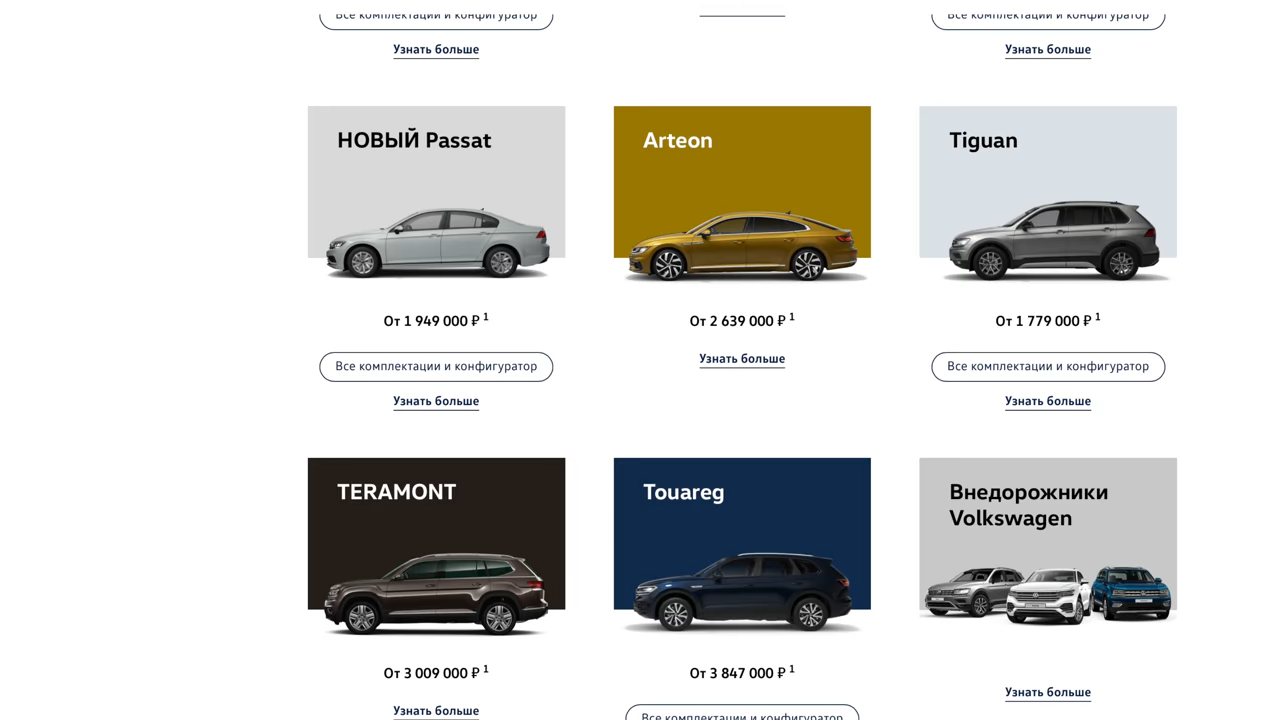 Все комплектации и конфигуратор
Все комплектации и конфигуратор
Узнать больше
Узнать больше
НОВЫЙ Passat
Arteon
Tiguan
От 1 949 000 ₽ 1
От 2 639 000 ₽ 1
От 1 779 000 ₽ 1
Все комплектации и конфигуратор
Узнать больше
Все комплектации и конфигуратор
Узнать больше
Узнать больше
TERAMONT
Touareg
Внедорожники
Volkswagen
От 3 009 000 ₽ 1
От 3 847 000 ₽ 1
Узнать больше
Узнать больше
Все комплектации и конфигуратор